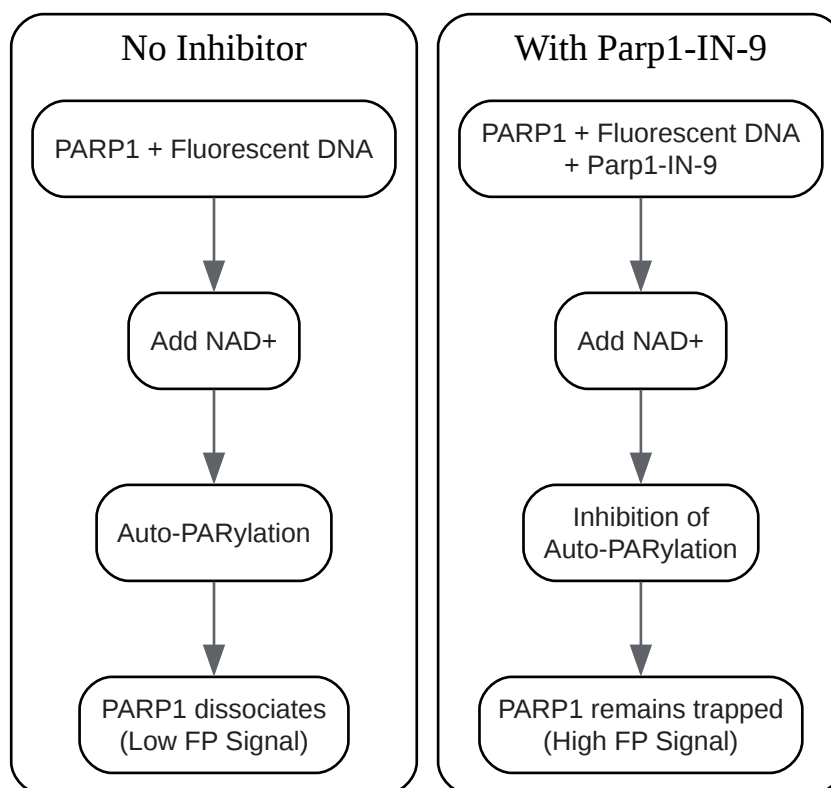 No Inhibitor
PARP1 + Fluorescent DNA
Add NAD+
Auto-PARylation
PARP1 dissociates
(Low FP Signal)
With Parp1-IN-9
PARP1 + Fluorescent DNA
+ Parp1-IN-9
Add NAD+
Inhibition of
Auto-PARylation
PARP1 remains trapped
(High FP Signal)